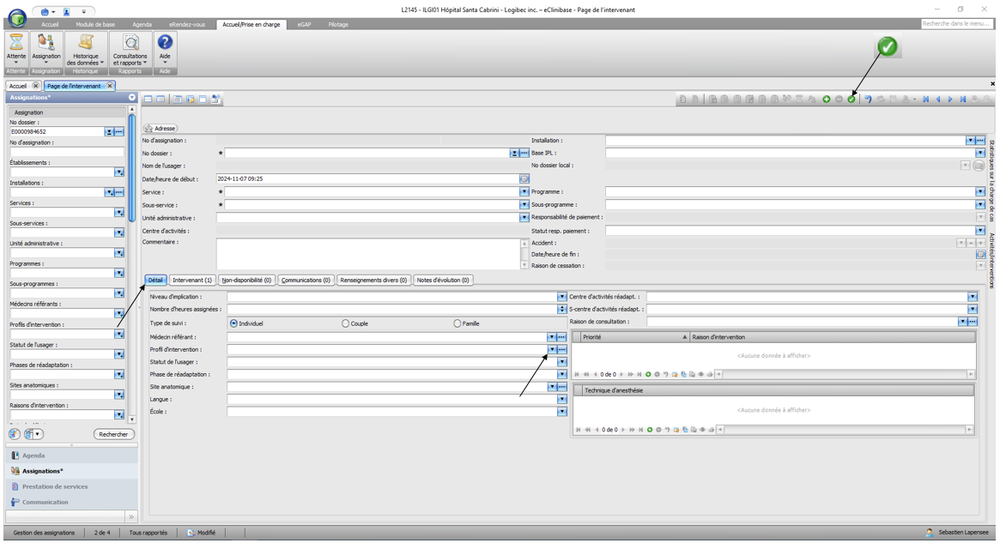 L2145 - ILGI01 Hôpital Santa Cabrini - Logibec inc. – eClinibase - Page de l'intervenant
Accueil Module de base Agenda eRendez-vous Accueil/Prise en charge eGAP Pilotage
Recherche dans le menu...
Attente Assignation Historique des données Consultations et rapports Aide
Attente Assignation Historique Rapports Aide
Accueil Page de l'intervenant
Assignations*
Assignation
No dossier :
E0000984652
No d'assignation :
Établissements :
Installations :
Services :
Sous-services :
Unité administrative :
Programmes :
Sous-programmes :
Médecins référants :
Profils d'intervention :
Statut de l'usager :
Phases de réadaptation :
Sites anatomiques :
Raisons d'intervention :
Rechercher
Agenda
Assignations*
Prestation de services
Communication
Adresse
No d'assignation :
No dossier : *
Nom de l'usager :
Date/heure de début : 2024-11-07 09:25
Service : *
Sous-service : *
Unité administrative :
Centre d'activités :
Commentaire :
Installation :
Base IPL :
No dossier local :
Programme :
Sous-programme :
Responsabilité de paiement :
Statut resp. paiement :
Accident :
Date/heure de fin :
Raison de cessation :
Statistiques sur la charge de cas
Activités/interventions
Détail Intervenant (1) Non-disponibilité (0) Communications (0) Renseignements divers (0) Notes d'évolution (0)
Niveau d'implication :
Nombre d'heures assignées :
Type de suivi : Individuel Couple Famille
Médecin référant :
Profil d'intervention :
Statut de l'usager :
Phase de réadaptation :
Site anatomique :
Langue :
École :
Centre d'activités réadapt. :
S-centre d'activités réadapt. :
Raison de consultation :
Priorité Raison d'intervention
<Aucune donnée à afficher>
0 de 0
Technique d'anesthésie
<Aucune donnée à afficher>
0 de 0
Gestion des assignations 2 de 4 Tous rapportés Modifié Sebastien Lapensee